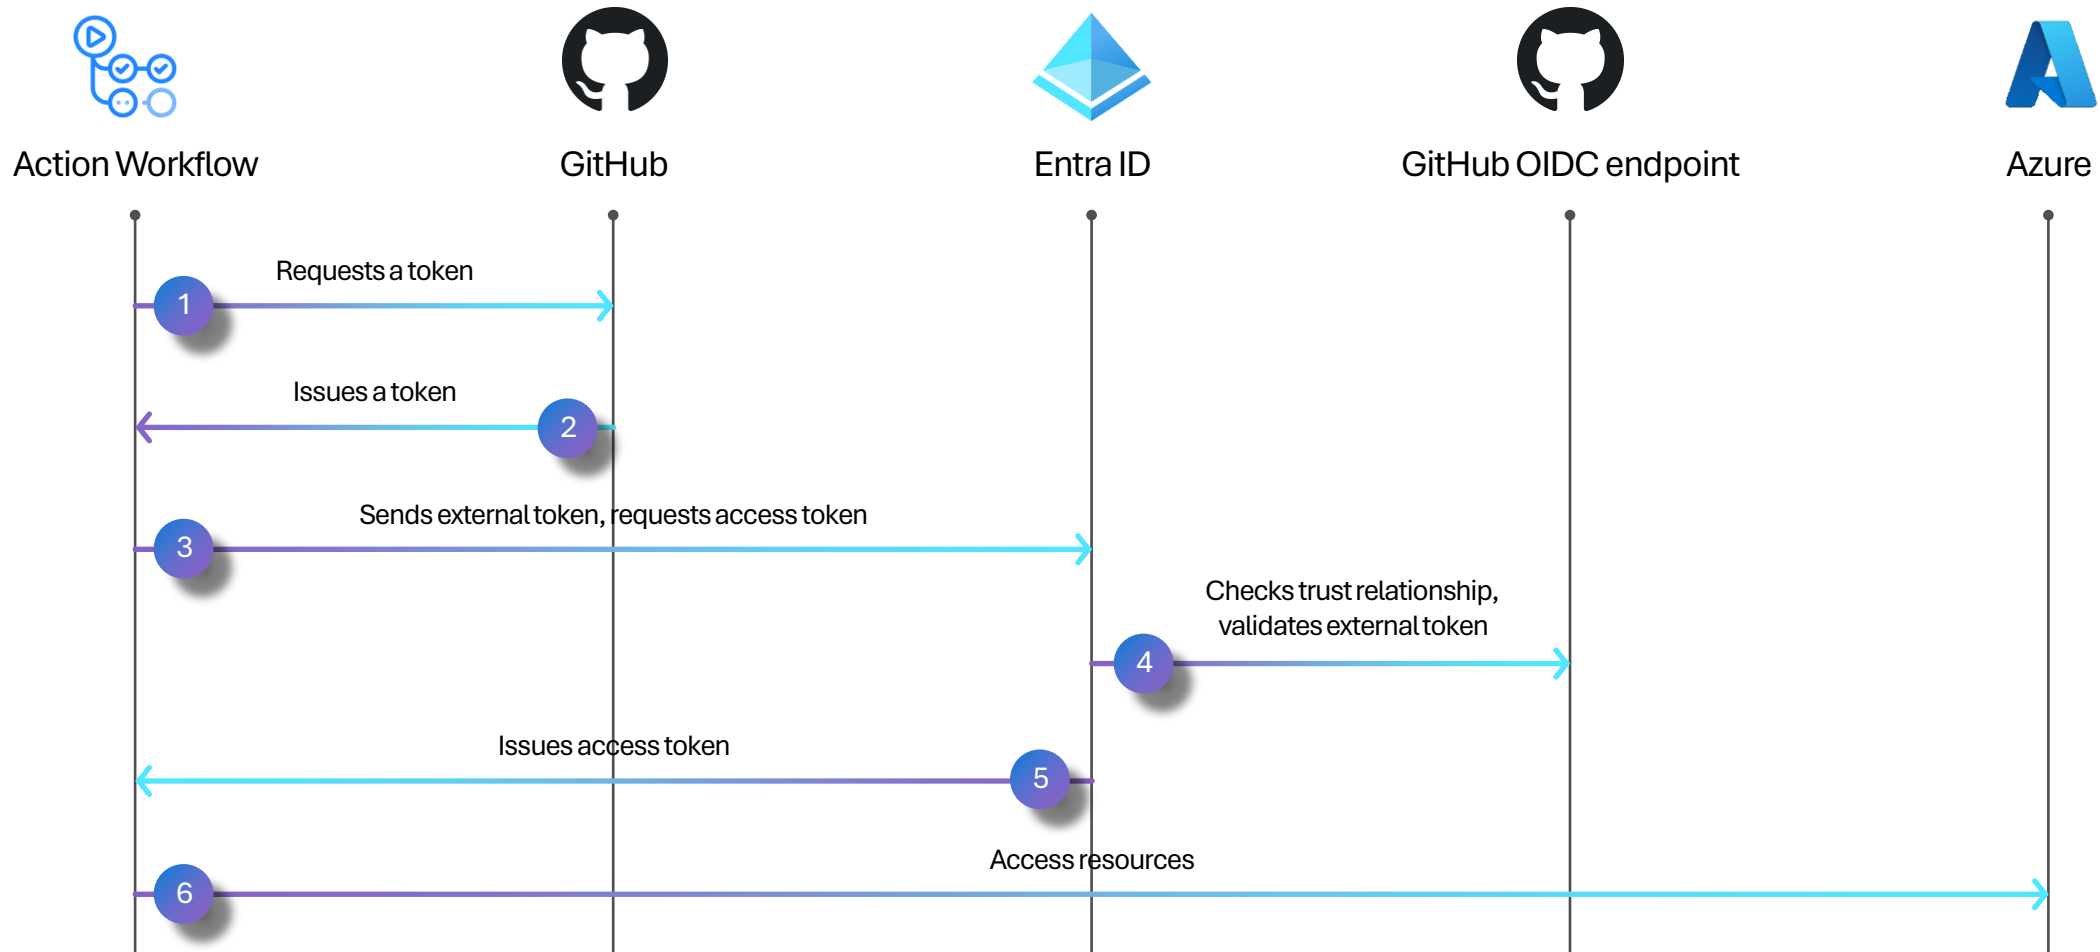 Action Workflow
GitHub
Entra ID
GitHub OIDC endpoint
Azure
Requests a token
1
Issues a token
2
Sends external token, requests access token
3
Checks trust relationship,
validates external token
4
Issues access token
5
Access resources
6